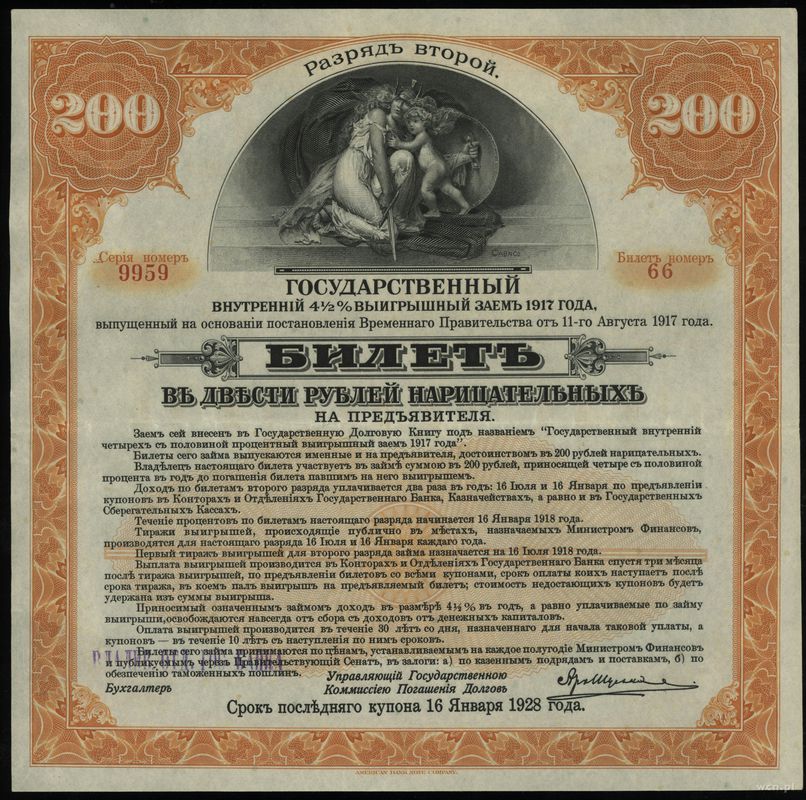 Разрядъ второй.
200
200
Серія номеръ
9959
Билетъ номеръ
66
ГОСУДАРСТВЕННЫЙ
ВНУТРЕННІЙ 4½% ВЫИГРЫШНЫЙ ЗАЕМЪ 1917 ГОДА,
выпущенный на основаніи постановленія Временнаго Правительства отъ 11-го Августа 1917 года.
БИЛЕТЪ
ВЪ ДВѢСТИ РУБЛЕЙ НАРИЦАТЕЛЬНЫХЪ
НА ПРЕДЪЯВИТЕЛЯ.
Заемъ сей внесенъ въ Государственную Долговую Книгу подъ названіемъ "Государственный внутренній
четырехъ съ половиной процентный выигрышный заемъ 1917 года".
Билеты сего займа выпускаются именные и на предъявителя, достоинствомъ въ 200 рублей нарицательныхъ.
Владѣлецъ настоящаго билета участвуетъ въ займѣ суммою въ 200 рублей, приносящей четыре съ половиной
процента въ годъ до погашенія билета павшимъ на него выигрышемъ.
Доходъ по билетамъ второго разряда уплачивается два раза въ годъ: 16 Іюля и 16 Января по предъявленіи
купоновъ въ Конторахъ и Отдѣленіяхъ Государственнаго Банка, Казначействахъ, а равно и въ Государственныхъ
Сберегательныхъ Кассахъ.
Теченіе процентовъ по билетамъ настоящаго разряда начинается 16 Января 1918 года.
Тиражи выигрышей, происходящіе публично въ мѣстахъ, назначаемыхъ Министромъ Финансовъ,
производятся для настоящаго разряда 16 Іюля и 16 Января каждаго года.
Первый тиражъ выигрышей для второго разряда займа назначается на 16 Іюля 1918 года.
Выплата выигрышей производится въ Конторахъ и Отдѣленіяхъ Государственнаго Банка спустя три мѣсяца
послѣ тиража выигрышей, по предъявленіи билетовъ со всѣми купонами, срокъ оплаты коихъ наступаетъ послѣ
срока тиража, въ коемъ палъ выигрышъ на предъявляемый билетъ; стоимость недостающихъ купоновъ будетъ
удержана изъ суммы выигрыша.
Приносимый означеннымъ займомъ доходъ въ размѣрѣ 4½% въ годъ, а равно уплачиваемые по займу
выигрыши, освобождаются навсегда отъ сбора съ доходовъ отъ денежныхъ капиталовъ.
Оплата выигрышей производится въ теченіе 30 лѣтъ со дня, назначеннаго для начала таковой уплаты, а
купоновъ — въ теченіе 10 лѣтъ съ наступленія по нимъ сроковъ.
Билеты сего займа принимаются по цѣнамъ, устанавливаемымъ на каждое полугодіе Министромъ Финансовъ
и публикуемымъ черезъ Правительствующій Сенатъ, въ залоги: а) по казеннымъ подрядамъ и поставкамъ, б) по
обезпеченію таможенныхъ пошлинъ.
Бухгалтеръ
Управляющій Государственною
Коммиссіею Погашенія Долговъ
Срокъ послѣдняго купона 16 Января 1928 года.
AMERICAN BANK NOTE COMPANY.
wcn.pl